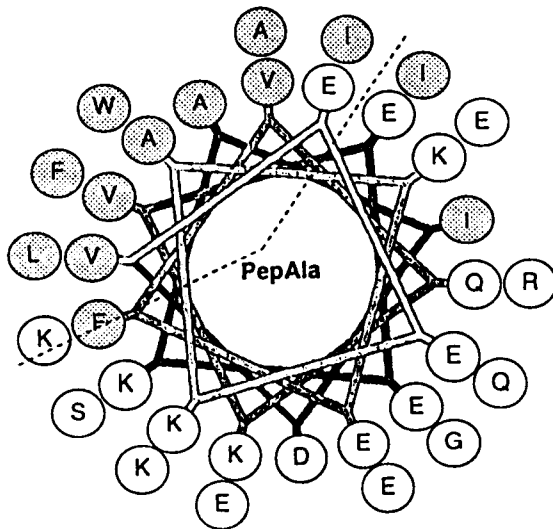 A I
V E I
W A E E
A K
F V
I
L V
PepAla
Q R
K F
E Q
K
S K E G
K K D E
E E